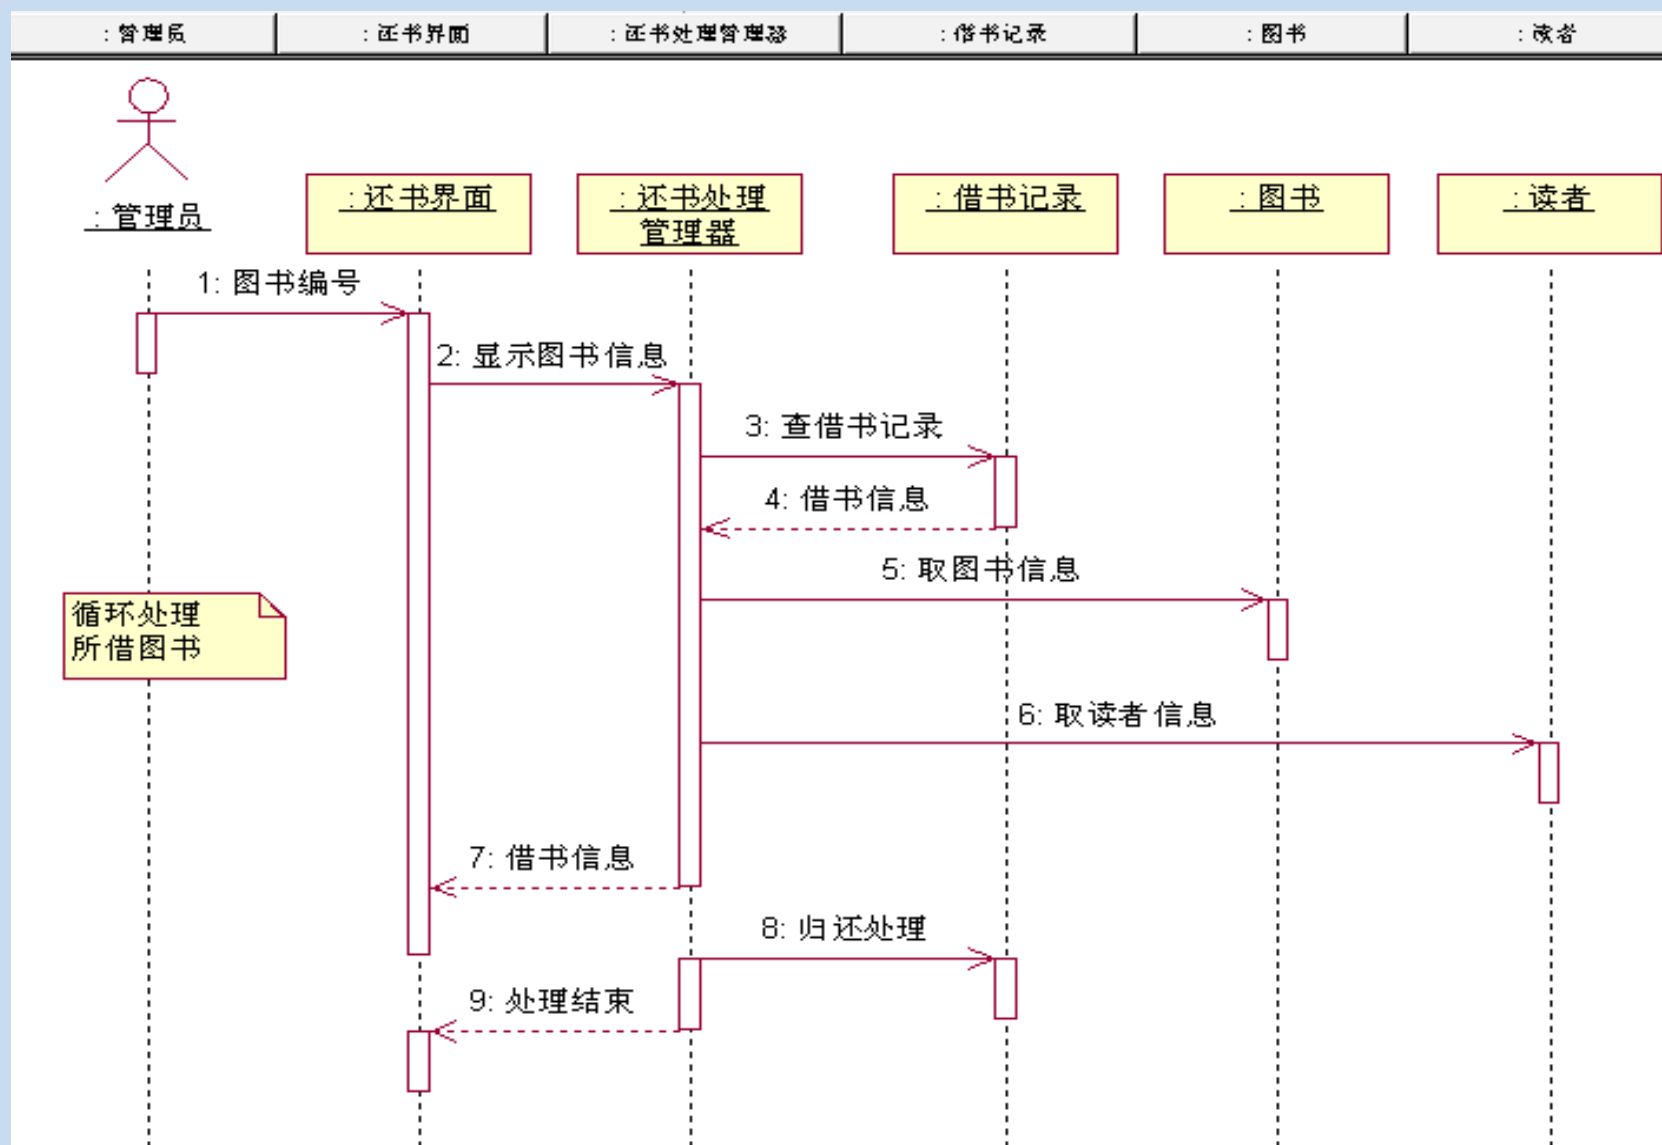 : 管理员
: 还书界面
: 还书处理管理器
: 借书记录
: 图书
: 读者
: 管理员
: 还书界面
: 还书处理
管理器
: 借书记录
: 图书
: 读者
1: 图书编号
2: 显示图书信息
3: 查借书记录
4: 借书信息
5: 取图书信息
循环处理
所借图书
6: 取读者信息
7: 借书信息
8: 归还处理
9: 处理结束